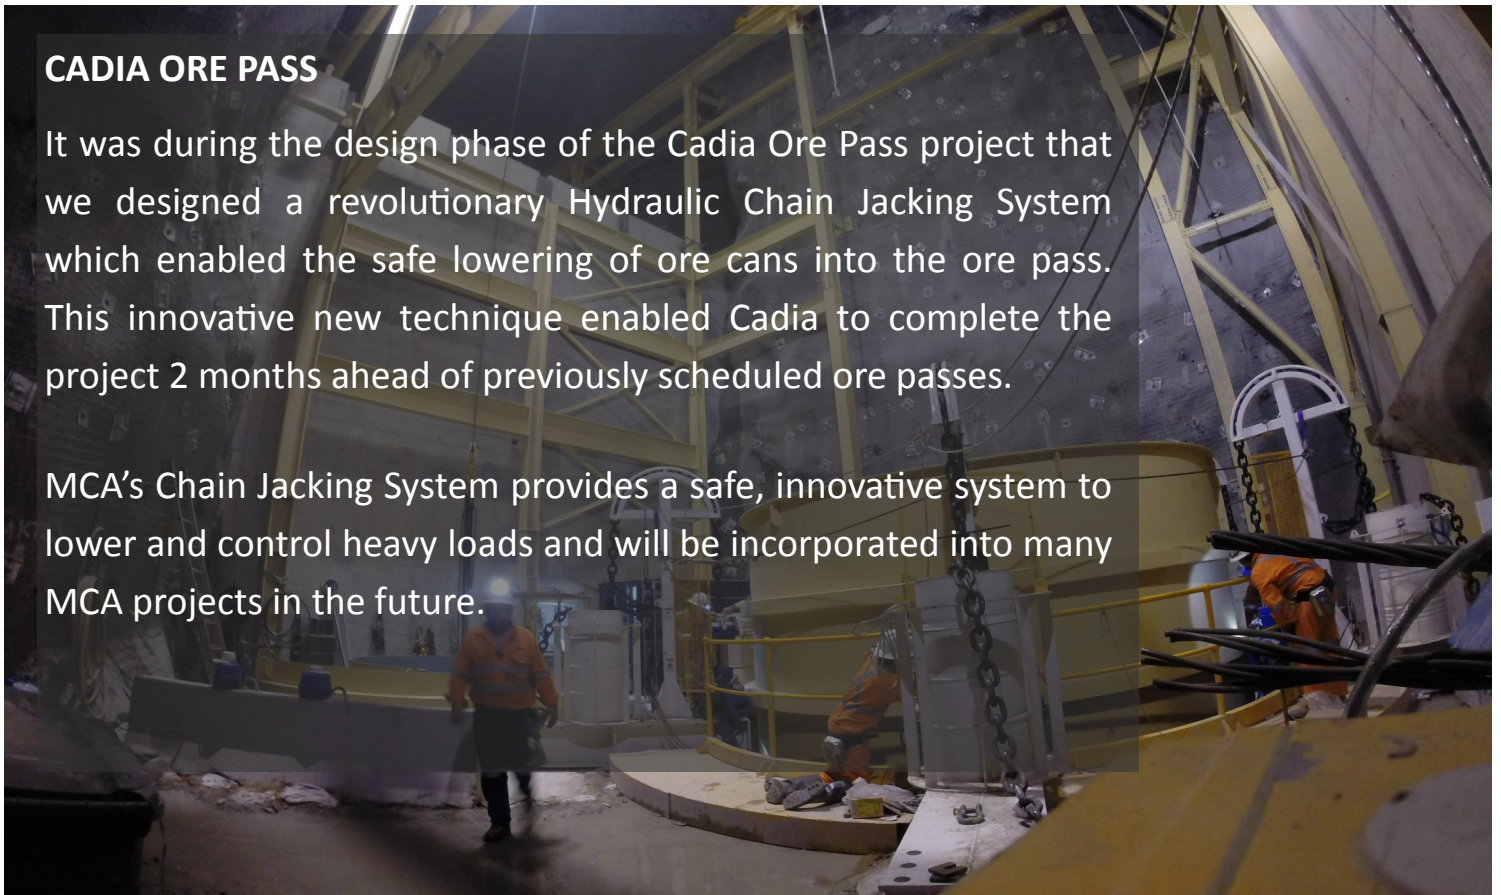 CADIA ORE PASS
It was during the design phase of the Cadia Ore Pass project that
we designed a revolutionary Hydraulic Chain Jacking System
which enabled the safe lowering of ore cans into the ore pass.
This innovative new technique enabled Cadia to complete the
project 2 months ahead of previously scheduled ore passes.
MCA’s Chain Jacking System provides a safe, innovative system to
lower and control heavy loads and will be incorporated into many
MCA projects in the future.